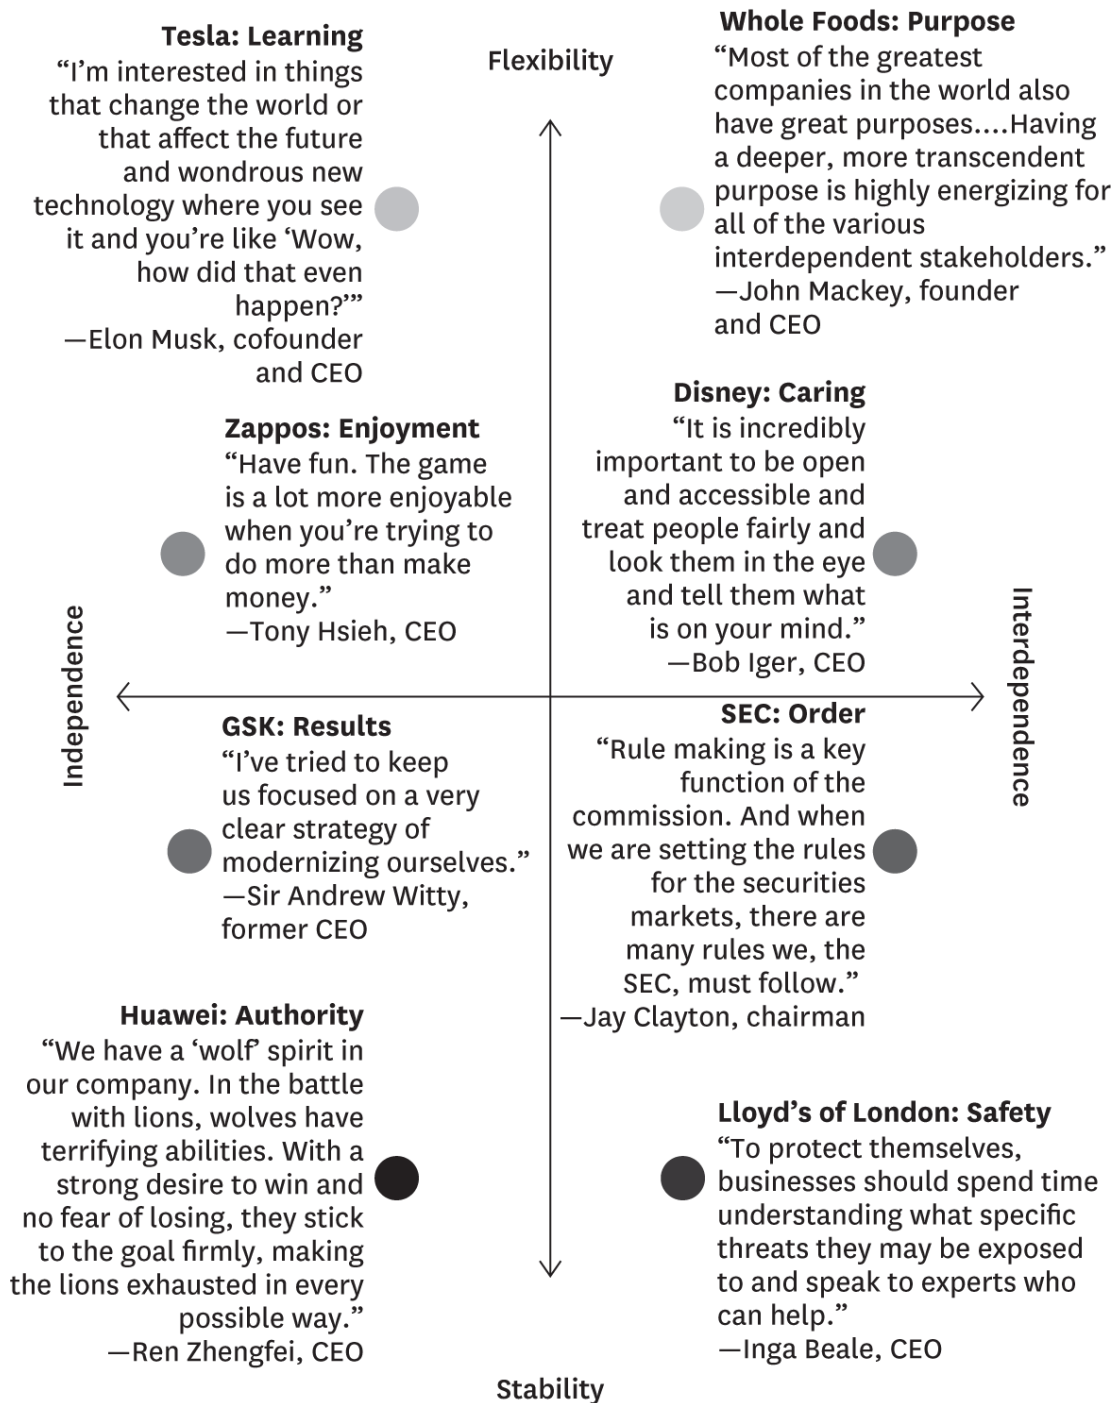 Flexibility
Tesla: Learning
“I’m interested in things
that change the world or
that affect the future
and wondrous new
technology where you see
it and you’re like ‘Wow,
how did that even
happen?’”
—Elon Musk, cofounder
and CEO
Whole Foods: Purpose
“Most of the greatest
companies in the world also
have great purposes....Having
a deeper, more transcendent
purpose is highly energizing for
all of the various
interdependent stakeholders.”
—John Mackey, founder
and CEO
Zappos: Enjoyment
“Have fun. The game
is a lot more enjoyable
when you’re trying to
do more than make
money.”
—Tony Hsieh, CEO
Disney: Caring
“It is incredibly
important to be open
and accessible and
treat people fairly and
look them in the eye
and tell them what
is on your mind.”
—Bob Iger, CEO
Independence
Interdependence
GSK: Results
“I’ve tried to keep
us focused on a very
clear strategy of
modernizing ourselves.”
—Sir Andrew Witty,
former CEO
SEC: Order
“Rule making is a key
function of the
commission. And when
we are setting the rules
for the securities
markets, there are
many rules we, the
SEC, must follow.”
—Jay Clayton, chairman
Huawei: Authority
“We have a ‘wolf’ spirit in
our company. In the battle
with lions, wolves have
terrifying abilities. With a
strong desire to win and
no fear of losing, they stick
to the goal firmly, making
the lions exhausted in every
possible way.”
—Ren Zhengfei, CEO
Lloyd’s of London: Safety
“To protect themselves,
businesses should spend time
understanding what specific
threats they may be exposed
to and speak to experts who
can help.”
—Inga Beale, CEO
Stability